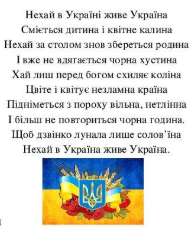 Нехай в Україні живе Україна
Сміється дитина і квітне калина
Нехай за столом знов збереться родина
І вже не вдягається чорна хустина
Хай лиш перед богом схиляє коліна
Цвіте і квітує незламна країна
Підніметься з пороху вільна, нетлінна
І більш не повториться чорна година.
Щоб дзвінко лунала лише солов'їна
Нехай в Україна живе Україна.